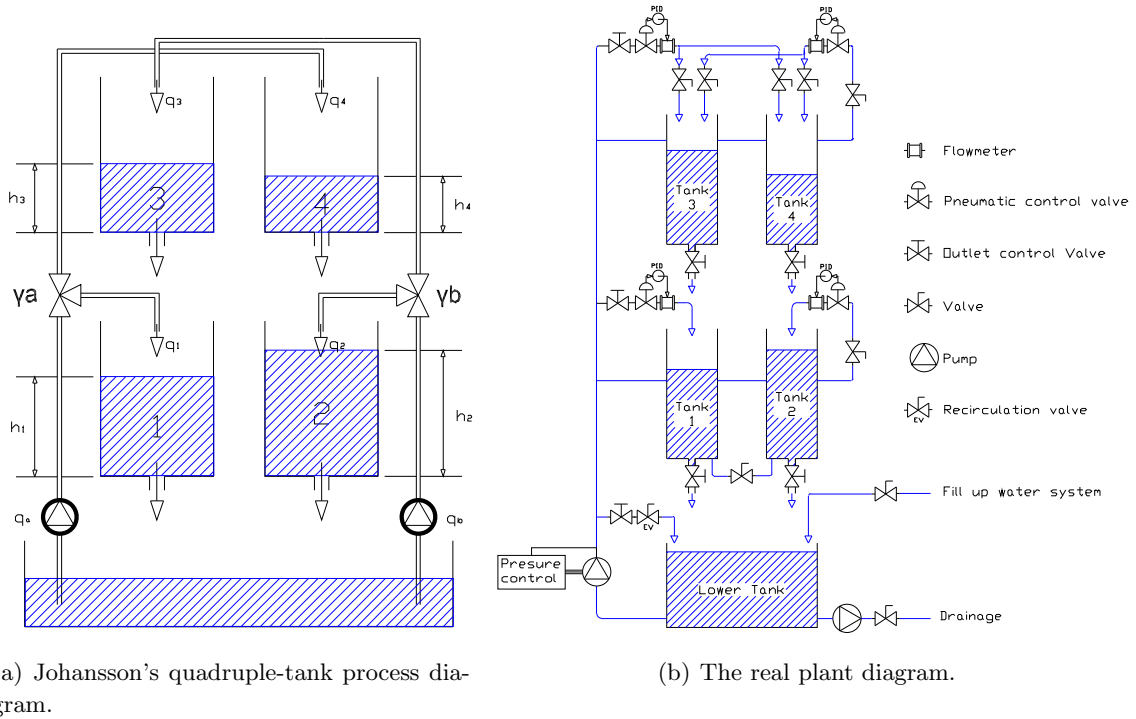 q3
q4
h3
3
4
h4
γa
γb
q1
q2
h1
1
2
h2
qa
qb
a) Johansson's quadruple-tank process dia-
gram.
PID
PID
Tank
3
Tank
4
PID
PID
Tank
1
Tank
2
EV
Presure
control
Lower Tank
Flowmeter
Pneumatic control valve
Outlet control Valve
Valve
Pump
EV
Recirculation valve
Fill up water system
Drainage
(b) The real plant diagram.